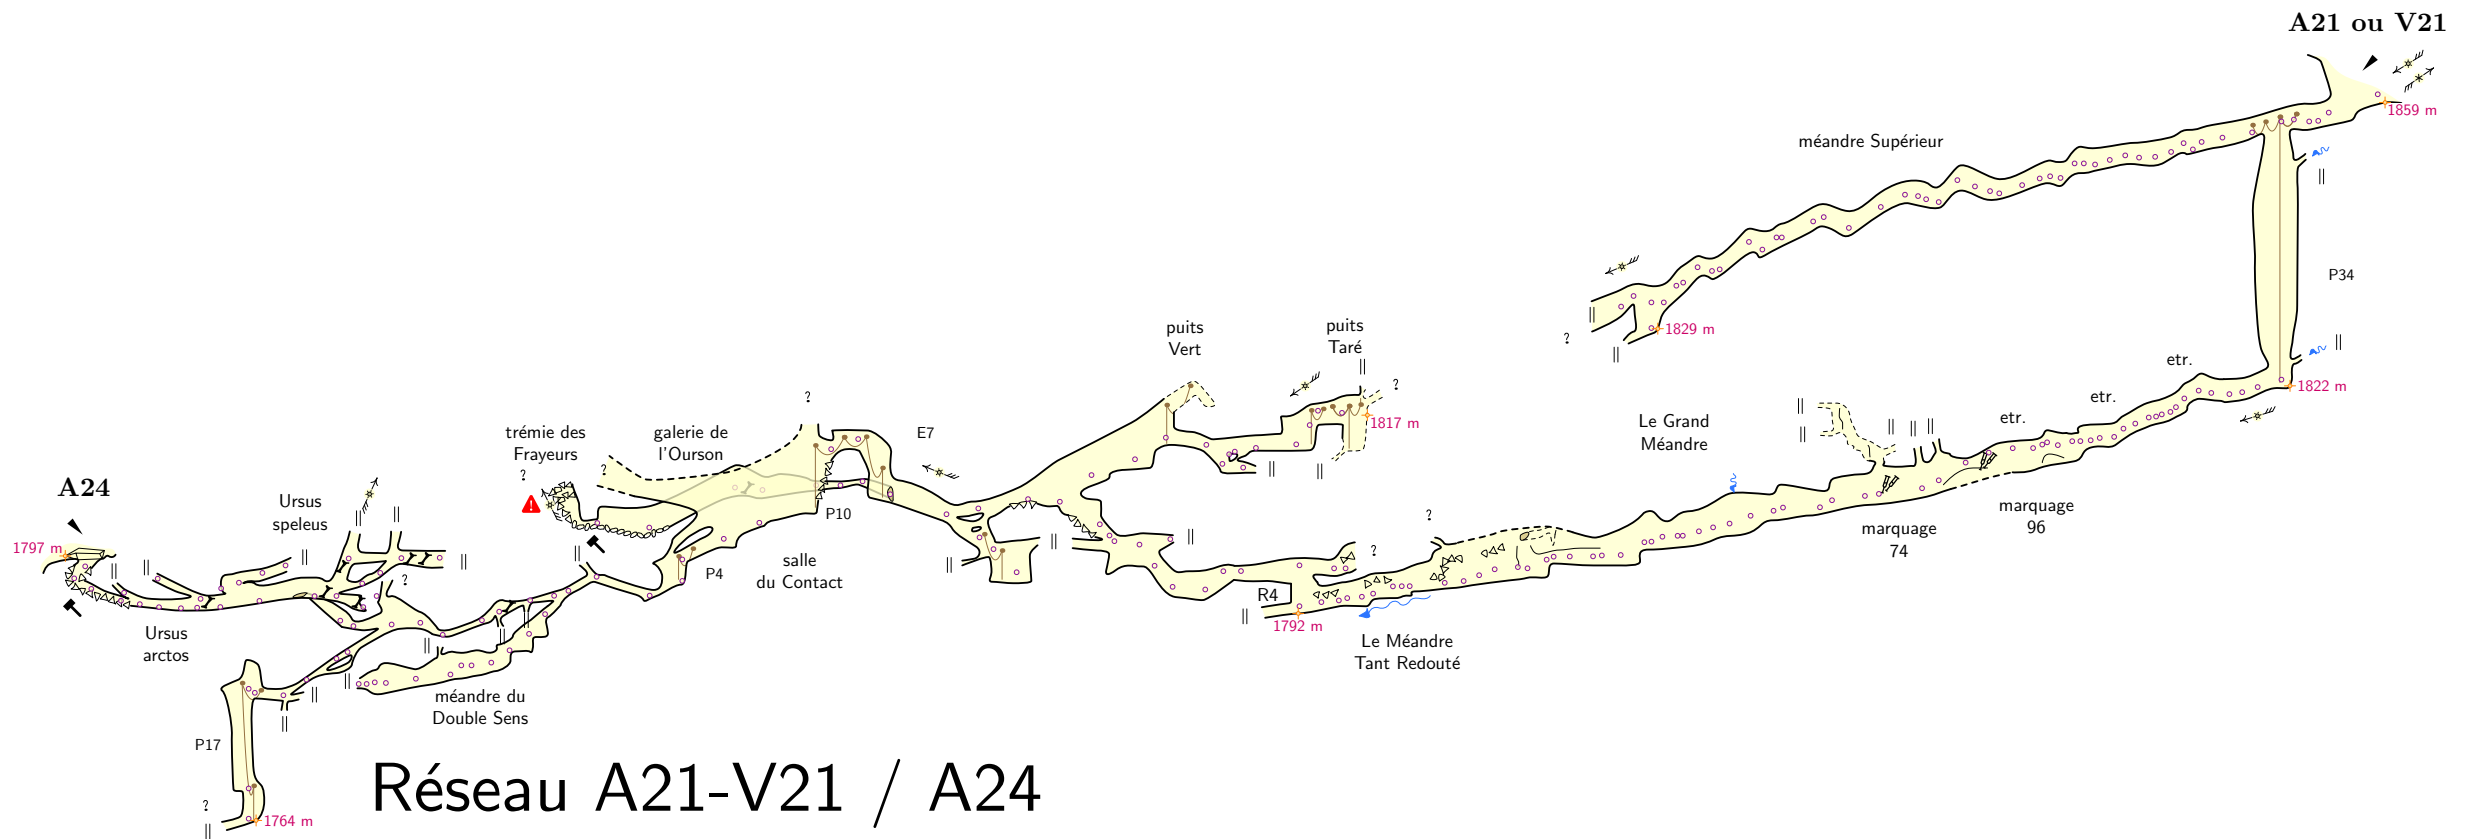 A21 ou V21
1859 m
méandre Supérieur
P34
1829 m
?
puits
Vert
puits
Taré
?
1817 m
etr.
etr.
etr.
1822 m
Le Grand
Méandre
?
E7
trémie des
Frayeurs
?
galerie de
l'Ourson
?
A24
1797 m
Ursus
speleus
?
P10
salle
du Contact
P4
marquage
74
marquage
96
?
?
R4
1792 m
Le Méandre
Tant Redouté
Ursus
arctos
méandre du
Double Sens
P17
?
1764 m
Réseau A21-V21 / A24